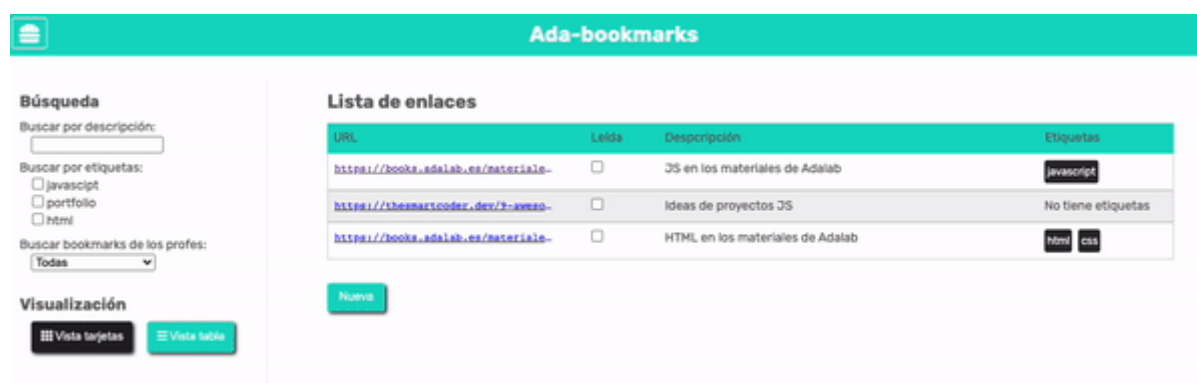 Ada-bookmarks
Búsqueda
Buscar por descripción:
Buscar por etiquetas:
javascipt
portfolio
html
Buscar bookmarks de los profes:
Todas
Visualización
Vista tarjetas
Vista tabla
Lista de enlaces
URL Leída Despcripción Etiquetas
https://books.adalab.es/materiale… JS en los materiales de Adalab javascript
https://thesmartcoder.dev/9-aweso… Ideas de proyectos JS No tiene etiquetas
https://books.adalab.es/materiale… HTML en los materiales de Adalab html css
Nueva